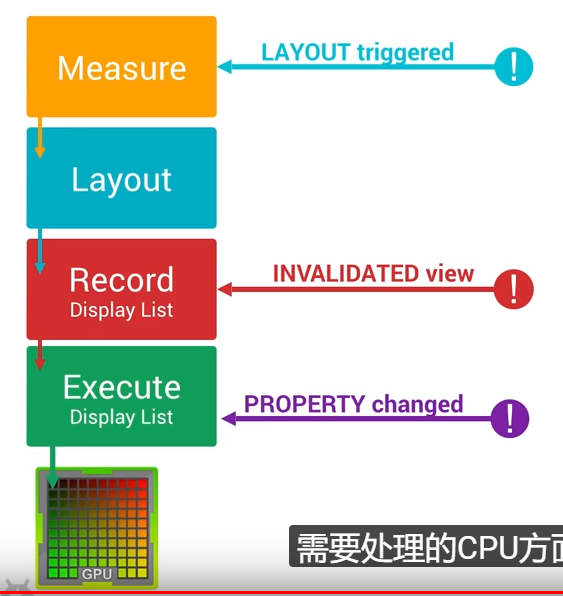 Measure
LAYOUT triggered
!
Layout
Record
Display List
INVALIDATED view
!
Execute
Display List
PROPERTY changed
!
GPU
需要处理的CPU方面